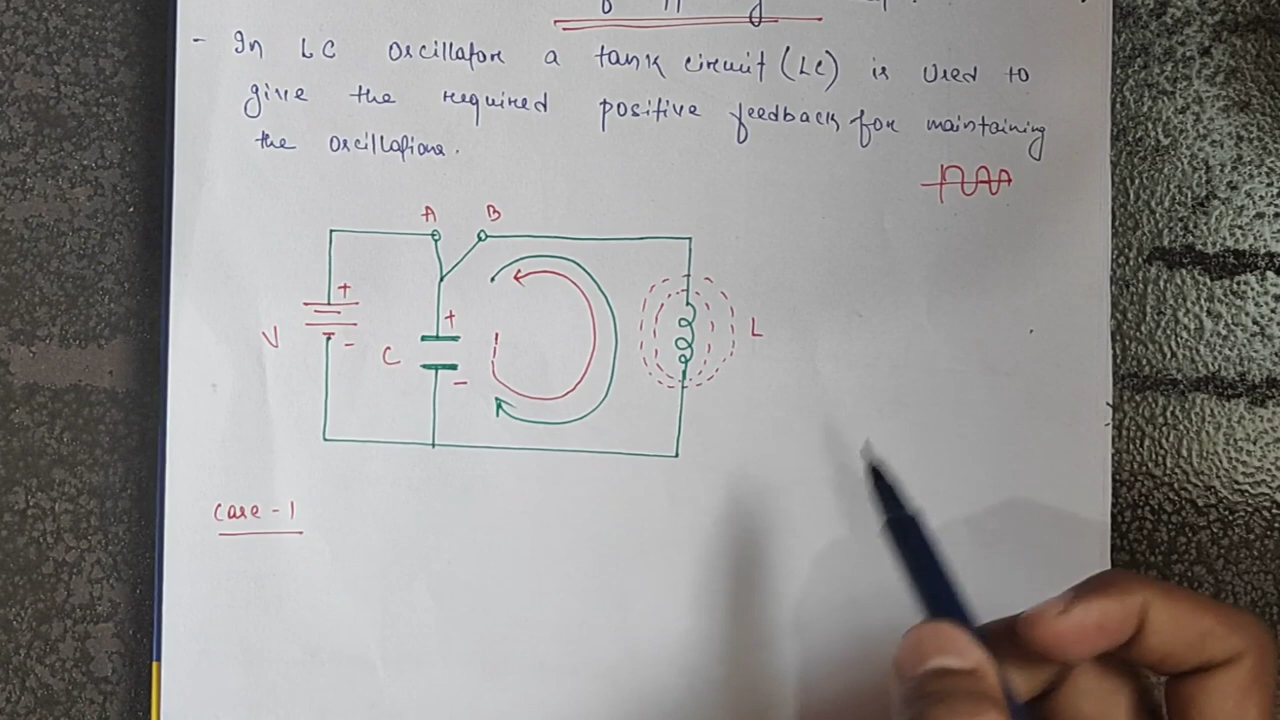 - In LC Oscillators a tank circuit (LC) is used to
give the required positive feedback for maintaining
the oscillations.
A B
+
+
V - C L
-
Case - 1